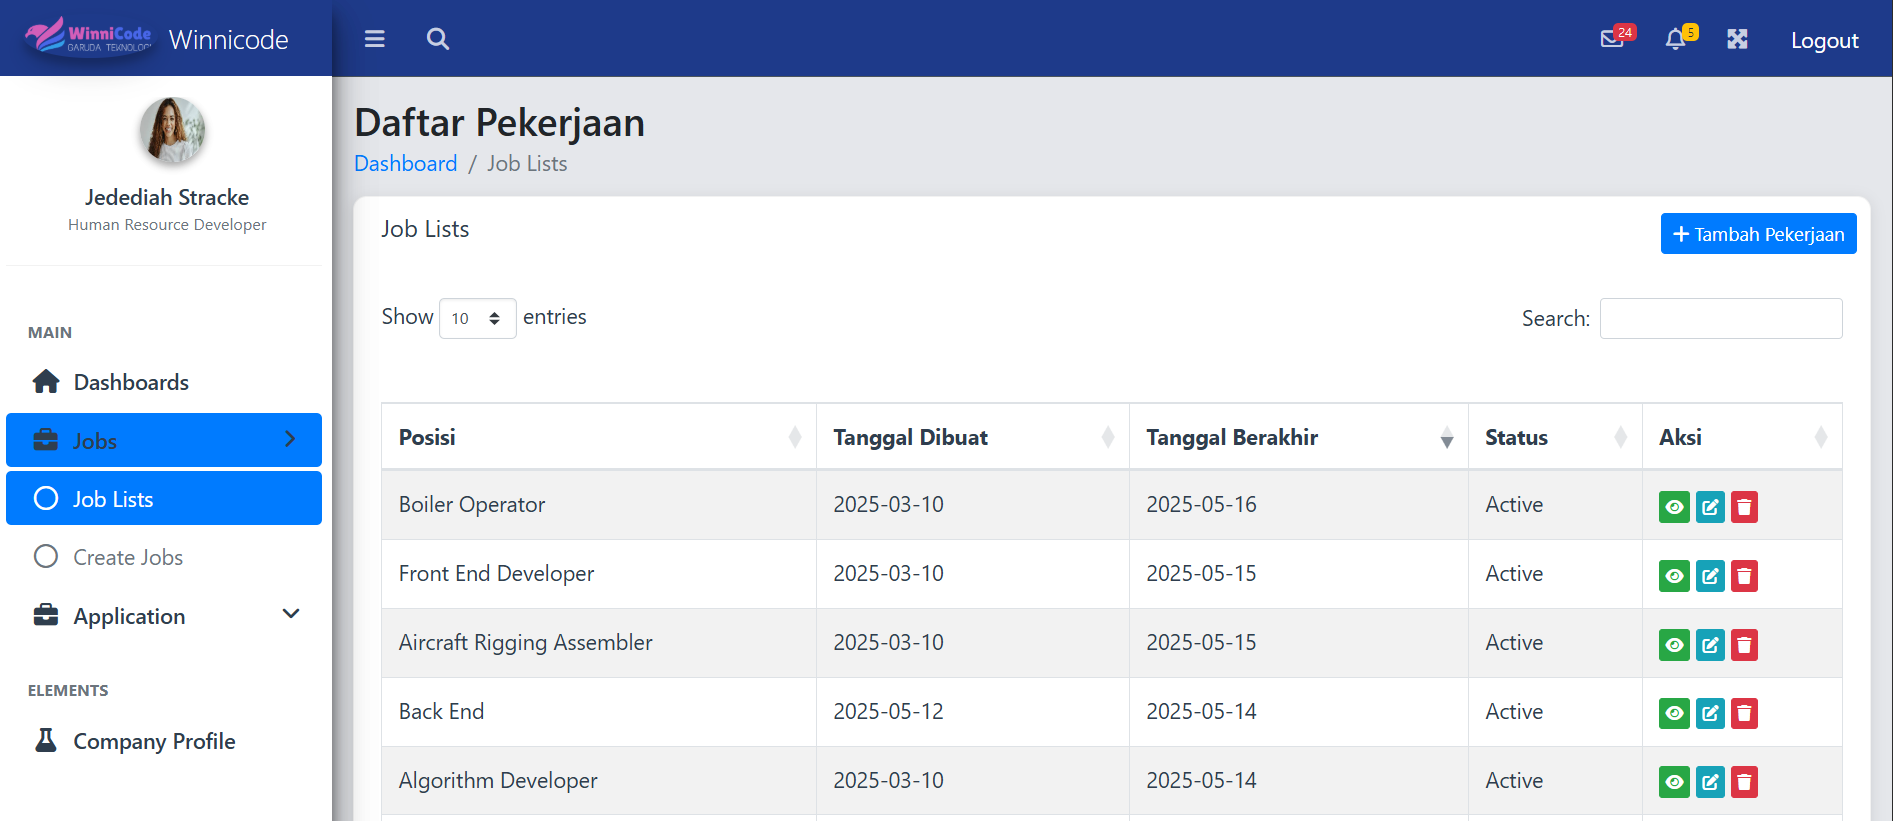 WinniCode
GARUDA TEKNOLOGI
Winnicode
24
5
Logout
Jedediah Stracke
Human Resource Developer
MAIN
Dashboards
Jobs
Job Lists
Create Jobs
Application
ELEMENTS
Company Profile
Daftar Pekerjaan
Dashboard / Job Lists
Job Lists
+ Tambah Pekerjaan
Show 10 entries
Search:
Posisi Tanggal Dibuat Tanggal Berakhir Status Aksi
Boiler Operator 2025-03-10 2025-05-16 Active
Front End Developer 2025-03-10 2025-05-15 Active
Aircraft Rigging Assembler 2025-03-10 2025-05-15 Active
Back End 2025-05-12 2025-05-14 Active
Algorithm Developer 2025-03-10 2025-05-14 Active